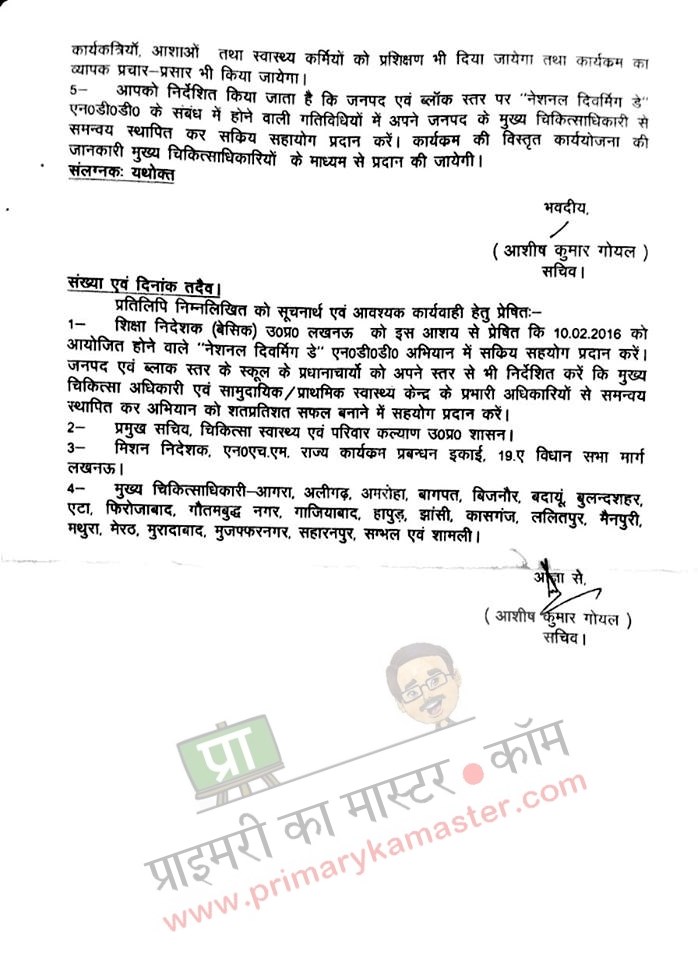 कार्यकत्रियों, आशाओं तथा स्वास्थ्य कर्मियों को प्रशिक्षण भी दिया जायेगा तथा कार्यकम का
व्यापक प्रचार–प्रसार भी किया जायेगा।
5– आपको निर्देशित किया जाता है कि जनपद एवं ब्लॉक स्तर पर "नेशनल दिवर्मिंग डे"
एन0डी0डी0 के संबंध में होने वाली गतिविधियों में अपने जनपद के मुख्य चिकित्साधिकारी से
समन्वय स्थापित कर सकिय सहायोग प्रदान करें। कार्यकम की विस्तृत कार्ययोजना की
जानकारी मुख्य चिकित्साधिकारियों के माध्यम से प्रदान की जायेगी।
संलग्नकः यथोक्त
भवदीय,
( आशीष कुमार गोयल )
सचिव।
संख्या एवं दिनांक तदैव।
प्रतिलिपि निम्नलिखित को सूचनार्थ एवं आवश्यक कार्यवाही हेतु प्रेषितः–
1– शिक्षा निदेशक (बेसिक) उ0प्र0 लखनऊ को इस आशय से प्रेषित कि 10.02.2016 को
आयोजित होने वाले "नेशनल दिवर्मिंग डे" एन0डी0डी0 अभियान में सकिय सहयोग प्रदान करें।
जनपद एवं ब्लाक स्तर के स्कूल के प्रधानाचार्यो को अपने स्तर से भी निर्देशित करें कि मुख्य
चिकित्सा अधिकारी एवं सामुदायिक/प्राथमिक स्वास्थ्य केन्द्र के प्रभारी अधिकारियों से समन्वय
स्थापित कर अभियान को शतप्रतिशत सफल बनाने में सहयोग प्रदान करें।
2– प्रमुख सचिव, चिकित्सा स्वास्थ्य एवं परिवार कल्याण उ0प्र0 शासन।
3– मिशन निदेशक, एन0एच.एम. राज्य कार्यकम प्रबन्धन इकाई, 19.ए विधान सभा मार्ग
लखनऊ।
4– मुख्य चिकित्साधिकारी–आगरा, अलीगढ़, अमरोहा, बागपत, बिजनौर, बदायूं, बुलन्दशहर,
एटा, फिरोजाबाद, गौतमबुद्ध नगर, गाजियाबाद, हापुड़, झांसी, कासगंज, ललितपुर, मैनपुरी,
मथुरा, मेरठ, मुरादाबाद, मुजफ्फरनगर, सहारनपुर, सम्भल एवं शामली।
आज्ञा से,
( आशीष कुमार गोयल )
सचिव।
प्रा
प्राइमरी का मास्टर ● कॉम
www.primarykamaster.com